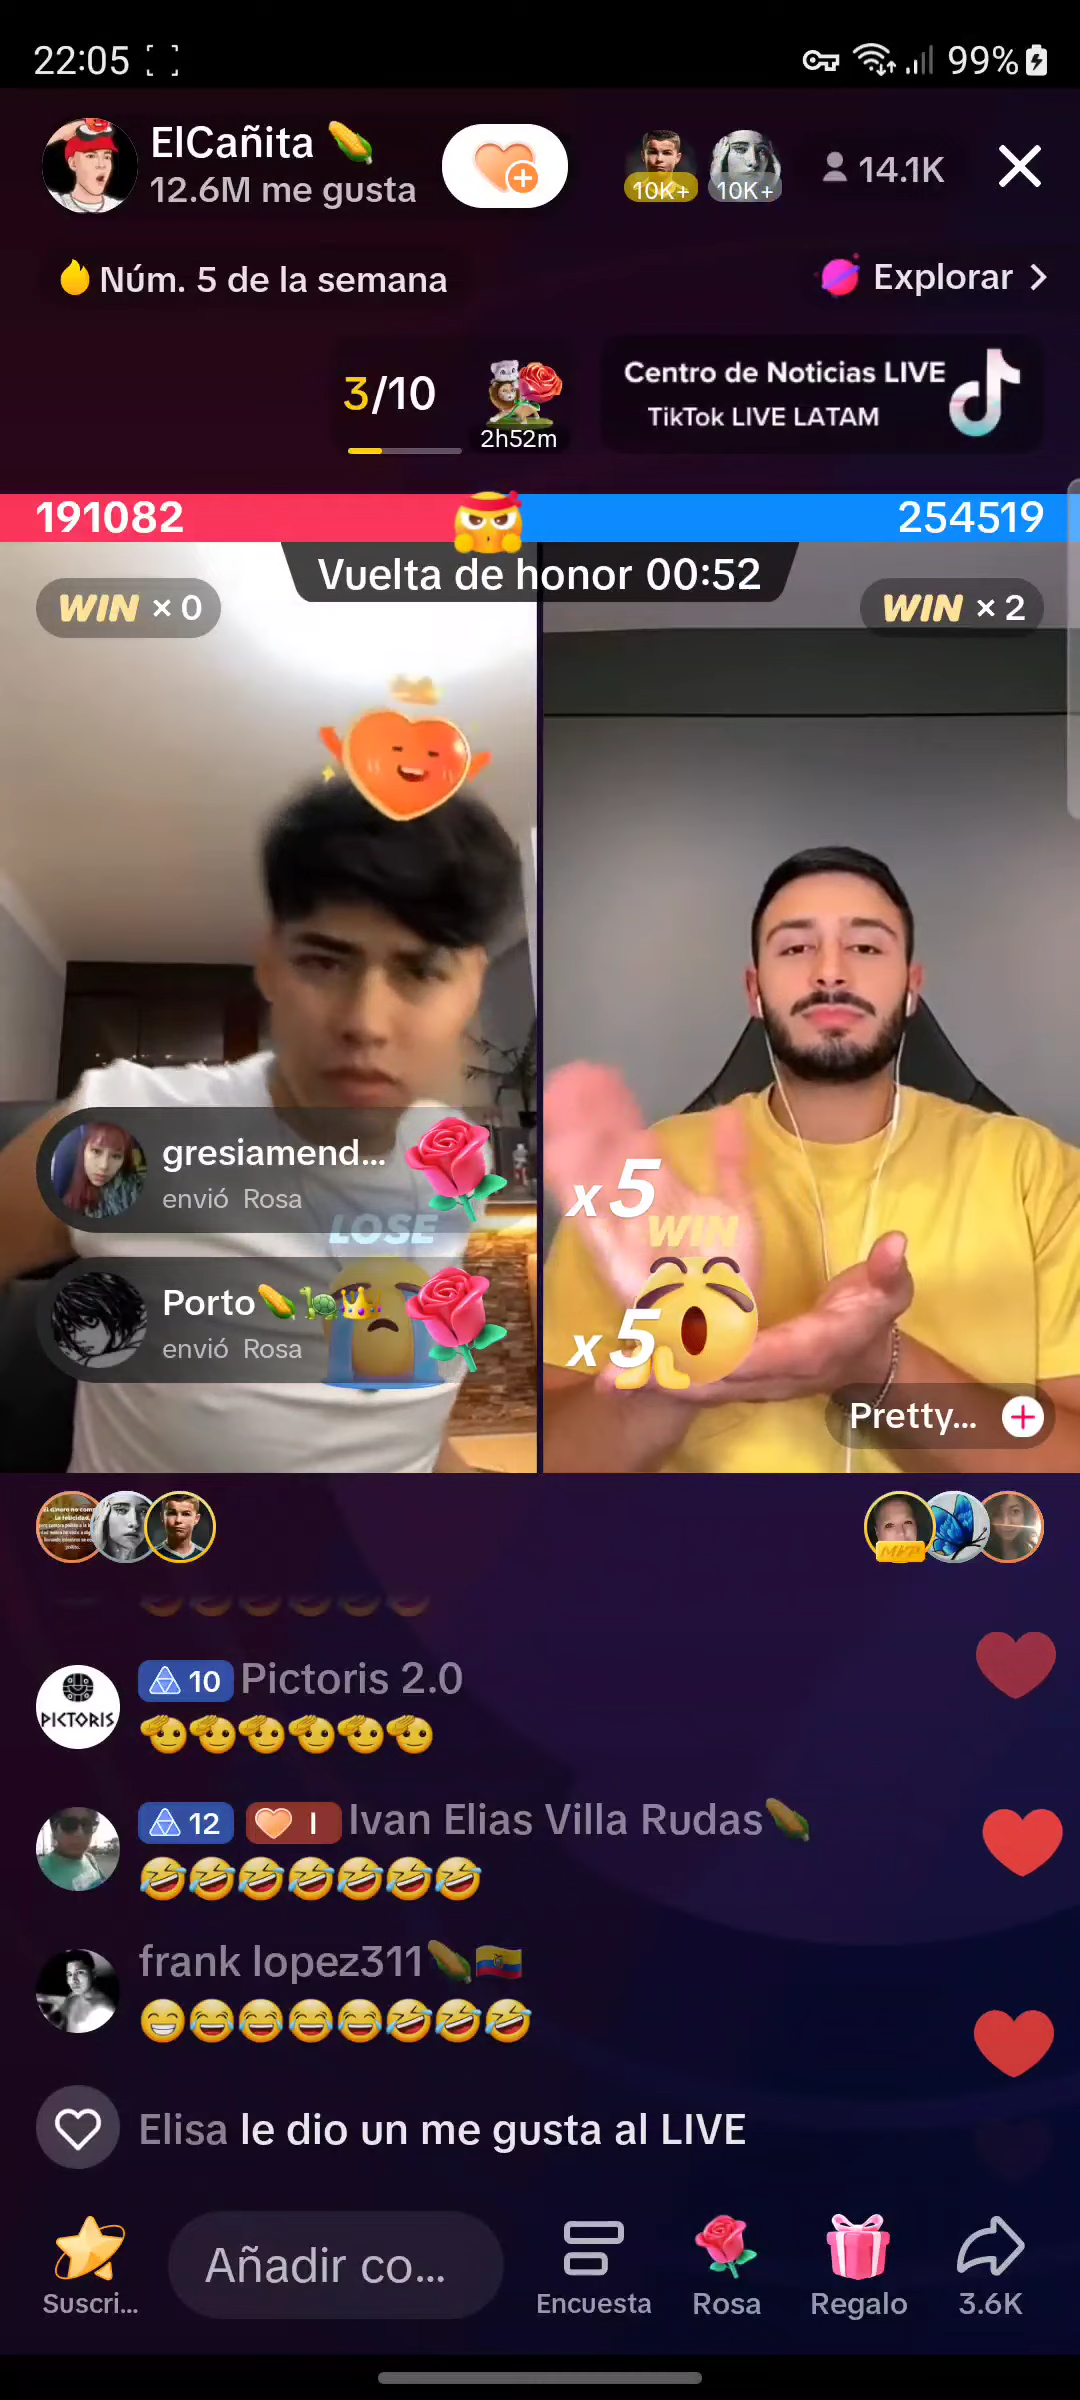 22:05
99%
ElCañita
12.6M me gusta
10K+
10K+
14.1K
Núm. 5 de la semana
Explorar
3/10
2h52m
Centro de Noticias LIVE
TikTok LIVE LATAM
191082
254519
Vuelta de honor 00:52
WIN × 0
WIN × 2
gresiamend...
envió Rosa
x5
LOSE
WIN
Porto
envió Rosa
x5
Pretty...
MVP
10 Pictoris 2.0
PICTORIS
12 I Ivan Elias Villa Rudas
frank lopez311
Elisa le dio un me gusta al LIVE
Suscri...
Añadir co...
Encuesta
Rosa
Regalo
3.6K